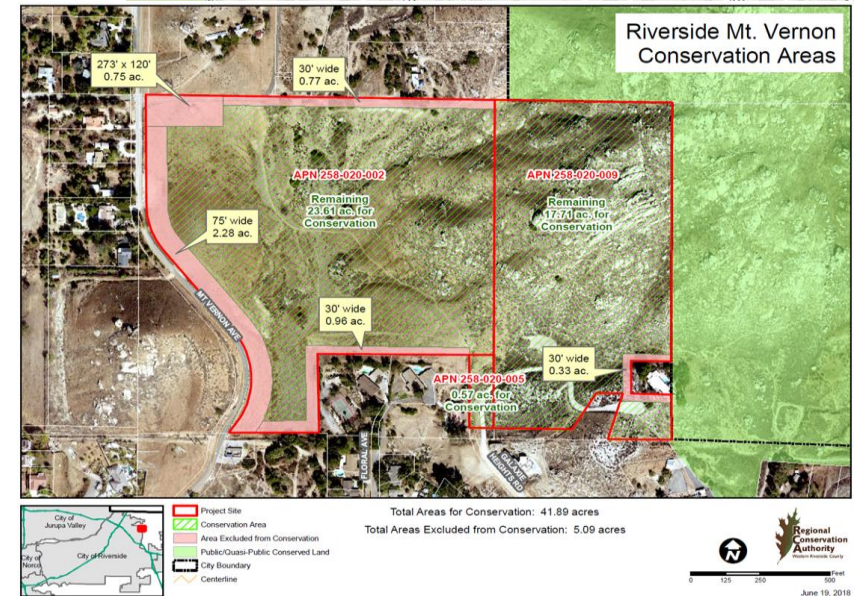 Riverside Mt. Vernon
Conservation Areas
273' x 120'
0.75 ac.
30' wide
0.77 ac.
APN 258-020-002
Remaining
23.61 ac. for
Conservation
APN 258-020-009
Remaining
17.71 ac. for
Conservation
75' wide
2.28 ac.
MT. VERNON AVE
30' wide
0.96 ac.
30' wide
0.33 ac.
APN 258-020-005
0.57 ac. for
Conservation
FLORAL AVE
HEIGHTS RD
City of
Jurupa Valley
City of
Norco
City of Riverside
Project Site
Conservation Area
Area Excluded from Conservation
Public/Quasi-Public Conserved Land
City Boundary
Centerline
Total Areas for Conservation: 41.89 acres
Total Areas Excluded from Conservation: 5.09 acres
N
Regional
Conservation
Authority
Western Riverside County
Feet
0 125 250 500
June 19, 2018